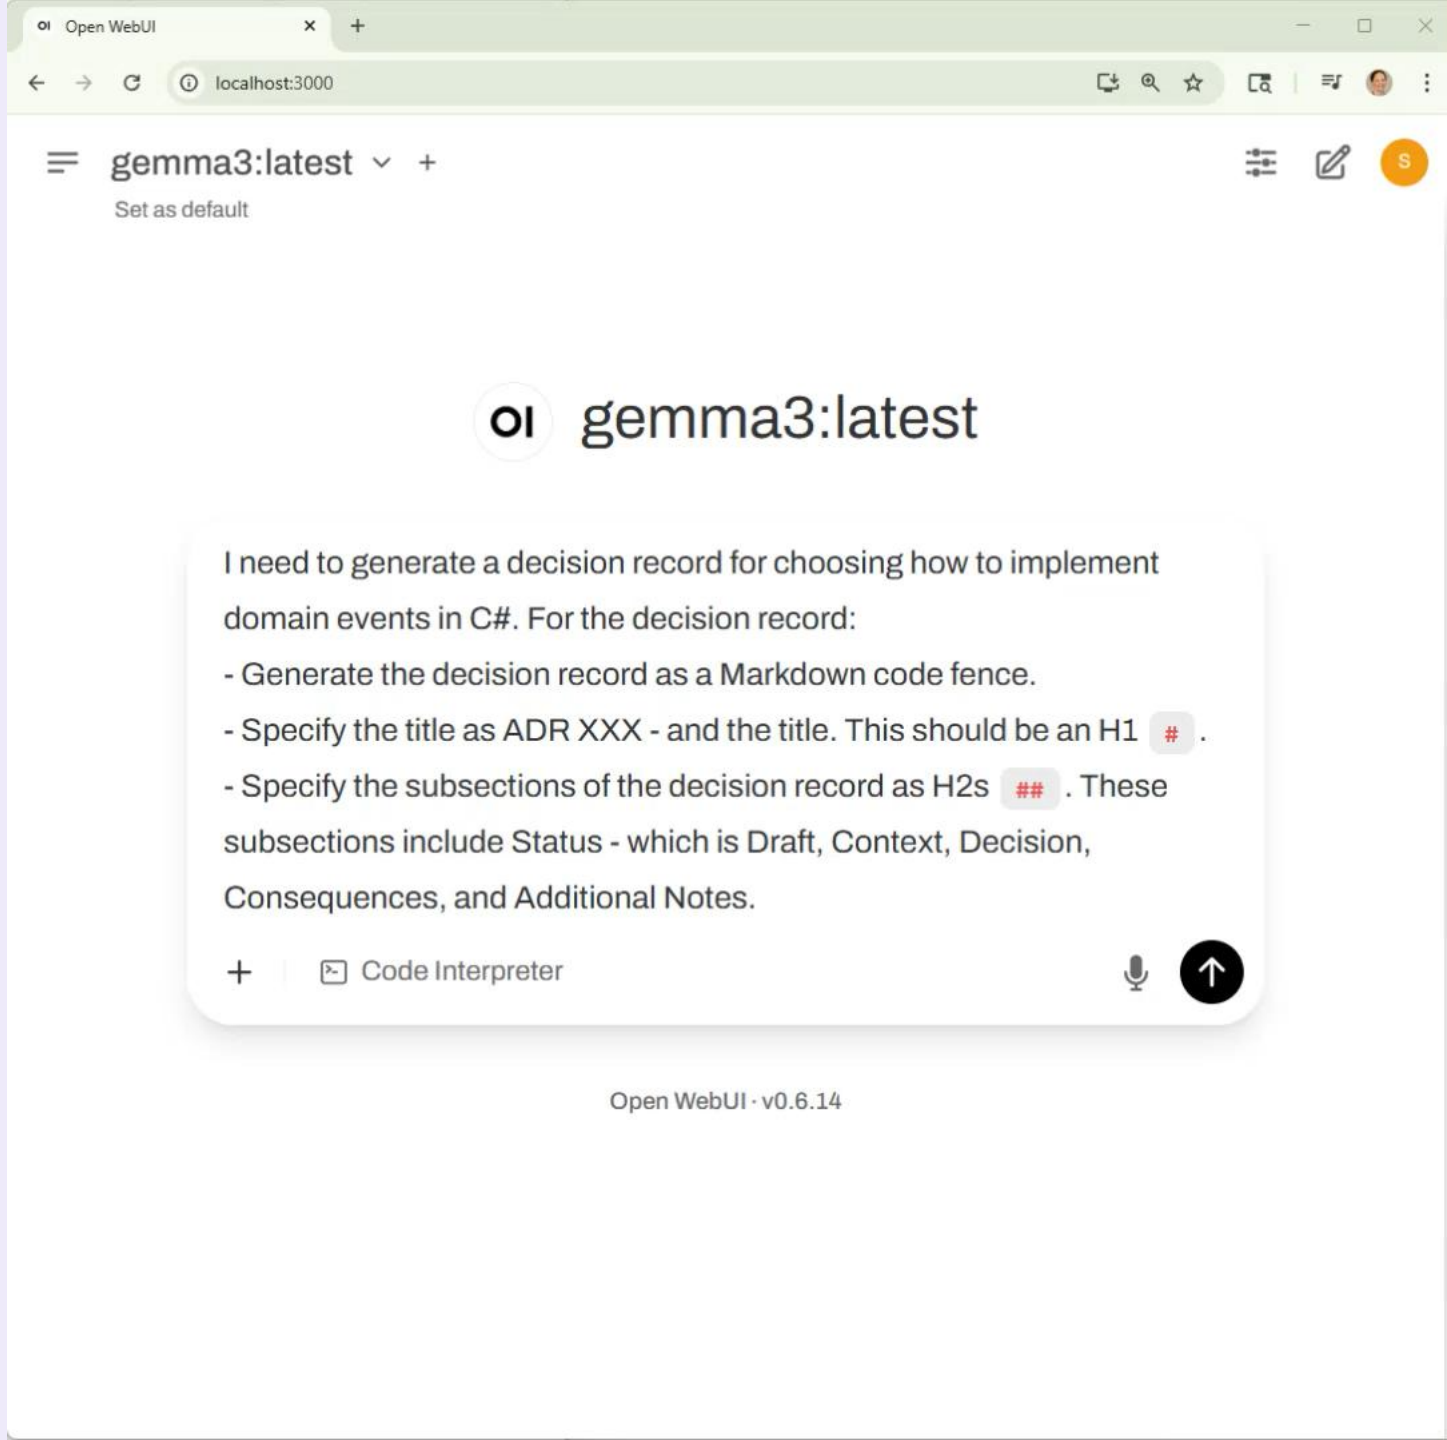 OI Open WebUI
localhost:3000
gemma3:latest
S
Set as default
OI gemma3:latest
I need to generate a decision record for choosing how to implement
domain events in C#. For the decision record:
- Generate the decision record as a Markdown code fence.
- Specify the title as ADR XXX - and the title. This should be an H1 # .
- Specify the subsections of the decision record as H2s ## . These
subsections include Status - which is Draft, Context, Decision,
Consequences, and Additional Notes.
Code Interpreter
Open WebUI · v0.6.14